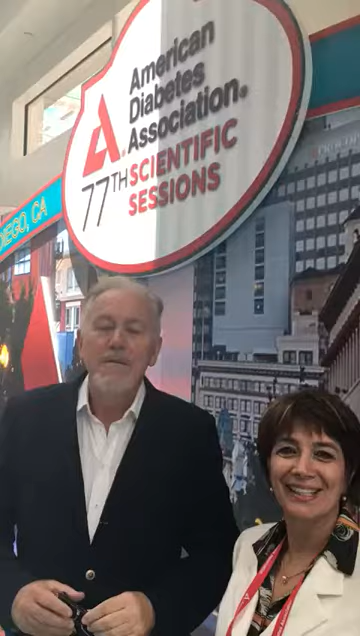 American
Diabetes
Association®
77TH SCIENTIFIC
SESSIONS
DIEGO, CA